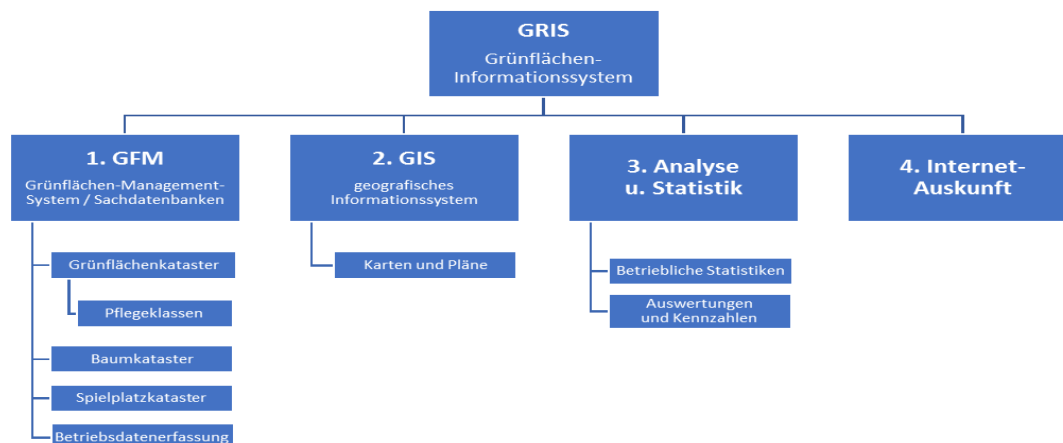 GRIS
Grünflächen-
Informationssystem
1. GFM
Grünflächen-Management-
System / Sachdatenbanken
2. GIS
geografisches
Informationssystem
3. Analyse
u. Statistik
4. Internet-
Auskunft
Grünflächenkataster
Pflegeklassen
Baumkataster
Spielplatzkataster
Betriebsdatenerfassung
Karten und Pläne
Betriebliche Statistiken
Auswertungen
und Kennzahlen